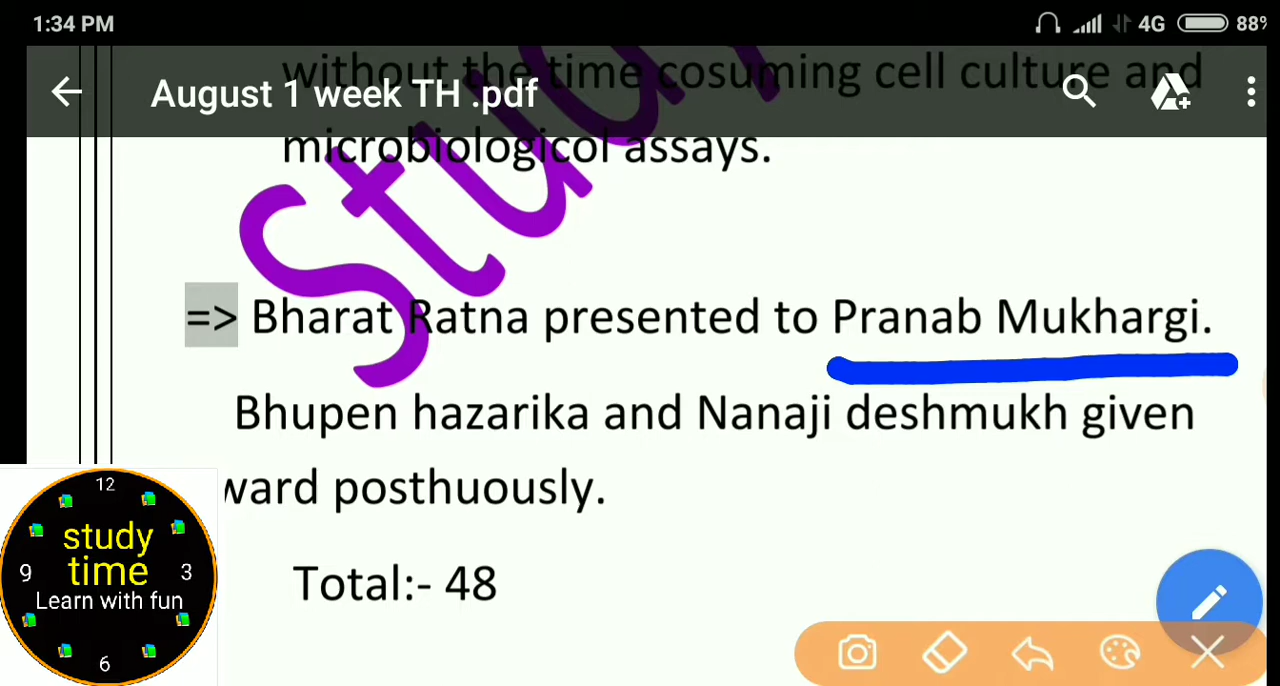 1:34 PM
4G
88%
August 1 week TH .pdf
without the time cosuming cell culture and
microbiologicol assays.
Stu
=> Bharat Ratna presented to Pranab Mukhargi.
Bhupen hazarika and Nanaji deshmukh given
ward posthuously.
Total:- 48
12
study
time
9
3
Learn with fun
6